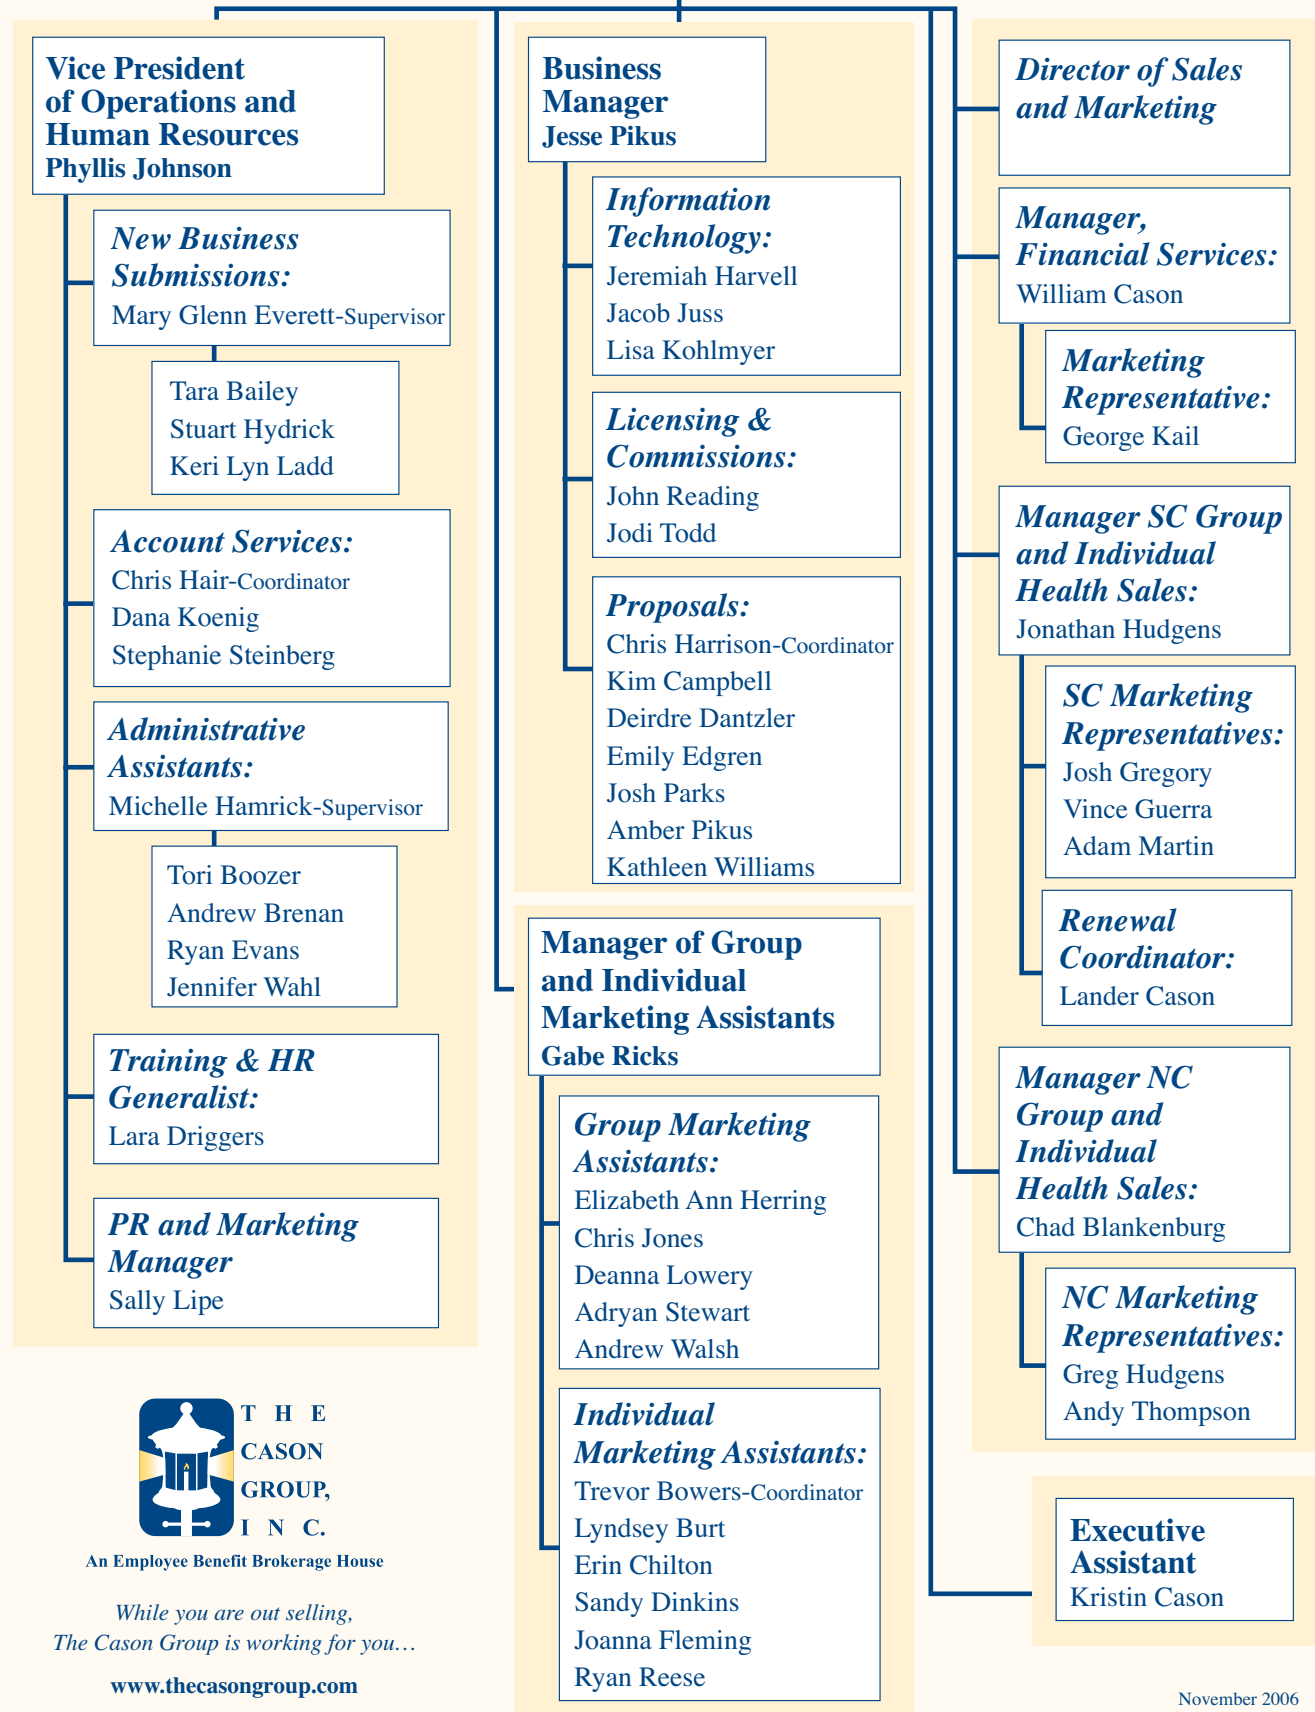 Vice President
of Operations and
Human Resources
Phyllis Johnson
New Business
Submissions:
Mary Glenn Everett-Supervisor
Tara Bailey
Stuart Hydrick
Keri Lyn Ladd
Account Services:
Chris Hair-Coordinator
Dana Koenig
Stephanie Steinberg
Administrative
Assistants:
Michelle Hamrick-Supervisor
Tori Boozer
Andrew Brenan
Ryan Evans
Jennifer Wahl
Training & HR
Generalist:
Lara Driggers
PR and Marketing
Manager
Sally Lipe
THE
CASON
GROUP,
INC.
An Employee Benefit Brokerage House
While you are out selling,
The Cason Group is working for you…
www.thecasongroup.com
Business
Manager
Jesse Pikus
Information
Technology:
Jeremiah Harvell
Jacob Juss
Lisa Kohlmyer
Licensing &
Commissions:
John Reading
Jodi Todd
Proposals:
Chris Harrison-Coordinator
Kim Campbell
Deirdre Dantzler
Emily Edgren
Josh Parks
Amber Pikus
Kathleen Williams
Manager of Group
and Individual
Marketing Assistants
Gabe Ricks
Group Marketing
Assistants:
Elizabeth Ann Herring
Chris Jones
Deanna Lowery
Adryan Stewart
Andrew Walsh
Individual
Marketing Assistants:
Trevor Bowers-Coordinator
Lyndsey Burt
Erin Chilton
Sandy Dinkins
Joanna Fleming
Ryan Reese
Director of Sales
and Marketing
Manager,
Financial Services:
William Cason
Marketing
Representative:
George Kail
Manager SC Group
and Individual
Health Sales:
Jonathan Hudgens
SC Marketing
Representatives:
Josh Gregory
Vince Guerra
Adam Martin
Renewal
Coordinator:
Lander Cason
Manager NC
Group and
Individual
Health Sales:
Chad Blankenburg
NC Marketing
Representatives:
Greg Hudgens
Andy Thompson
Executive
Assistant
Kristin Cason
November 2006